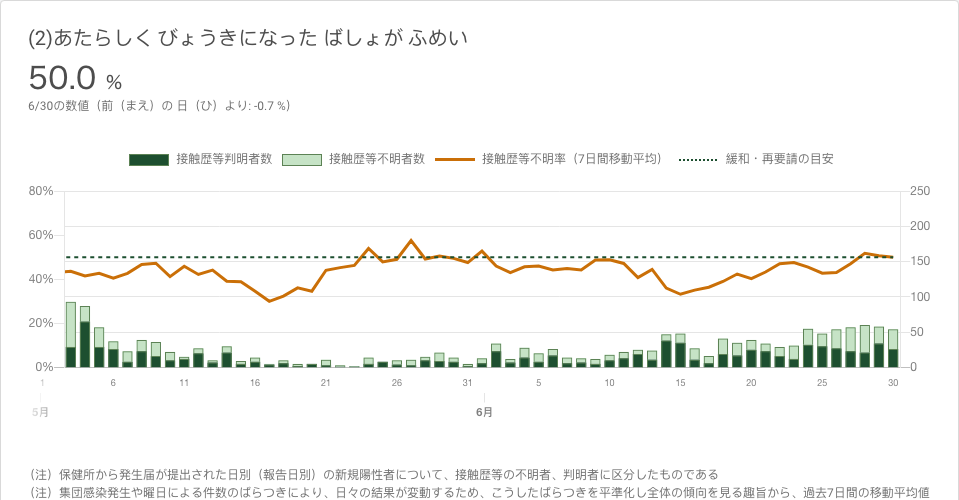 (2)あたらしく びょうきになった ばしょが ふめい
50.0 %
6/30の数値（前（まえ）の 日（ひ）より: -0.7 %）
接触歴等判明者数 接触歴等不明者数 接触歴等不明率（7日間移動平均） 緩和・再要請の目安
80% 250
200
60%
150
40%
100
20%
50
0% 0
1 6 11 16 21 26 31 5 10 15 20 25 30
5月 6月
（注）保健所から発生届が提出された日別（報告日別）の新規陽性者について、接触歴等の不明者、判明者に区分したものである
（注）集団感染発生や曜日による件数のばらつきにより、日々の結果が変動するため、こうしたばらつきを平準化し全体の傾向を見る趣旨から、過去7日間の移動平均値